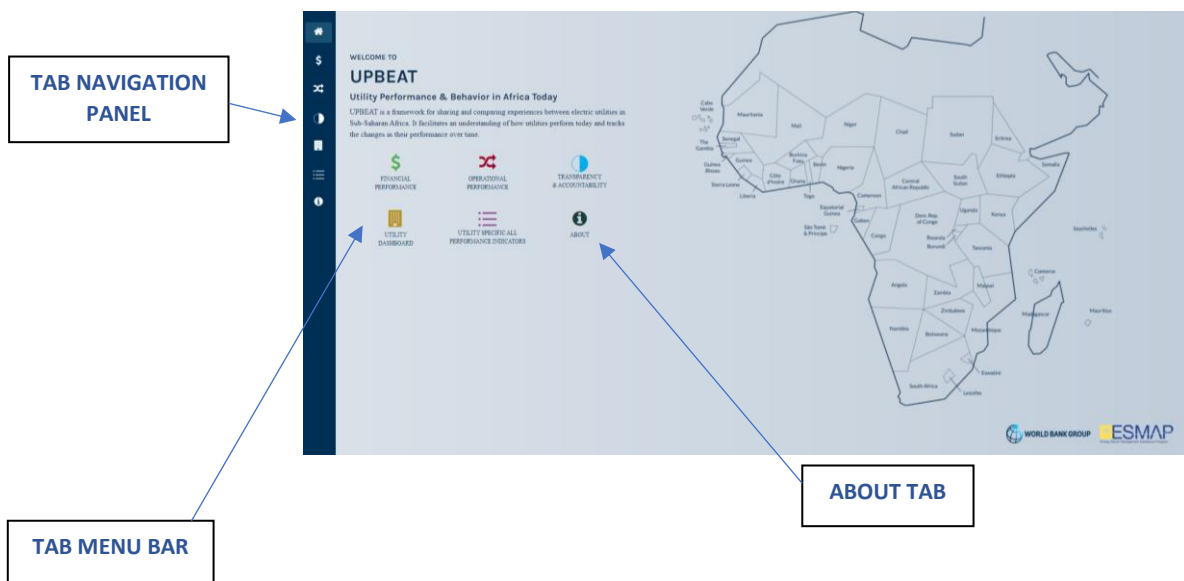 TAB NAVIGATION
PANEL
WELCOME TO
UPBEAT
Utility Performance & Behavior in Africa Today
UPBEAT is a framework for sharing and comparing experiences between electric utilities in
Sub-Saharan Africa. It facilitates an understanding of how utilities perform today and tracks
the changes in their performance over time.
FINANCIAL
PERFORMANCE
OPERATIONAL
PERFORMANCE
TRANSPARENCY
& ACCOUNTABILITY
UTILITY
DASHBOARD
UTILITY SPECIFIC ALL
PERFORMANCE INDICATORS
ABOUT
Cabo
Verde
Mauritania
Mali
Niger
Chad
Sudan
Eritrea
Senegal
The
Gambia
Guinea
Bissau
Guinea
Sierra Leone
Liberia
Côte
d'Ivoire
Burkina
Faso
Ghana
Togo
Benin
Nigeria
Cameroon
Central
African Republic
South
Sudan
Ethiopia
Somalia
Equatorial
Guinea
São Tomé
& Príncipe
Gabon
Congo
Dem. Rep.
of Congo
Uganda
Kenya
Rwanda
Burundi
Tanzania
Seychelles
Comoros
Angola
Zambia
Malawi
Zimbabwe
Mozambique
Madagascar
Mauritius
Namibia
Botswana
Eswatini
South Africa
Lesotho
WORLD BANK GROUP
ESMAP
ABOUT TAB
TAB MENU BAR